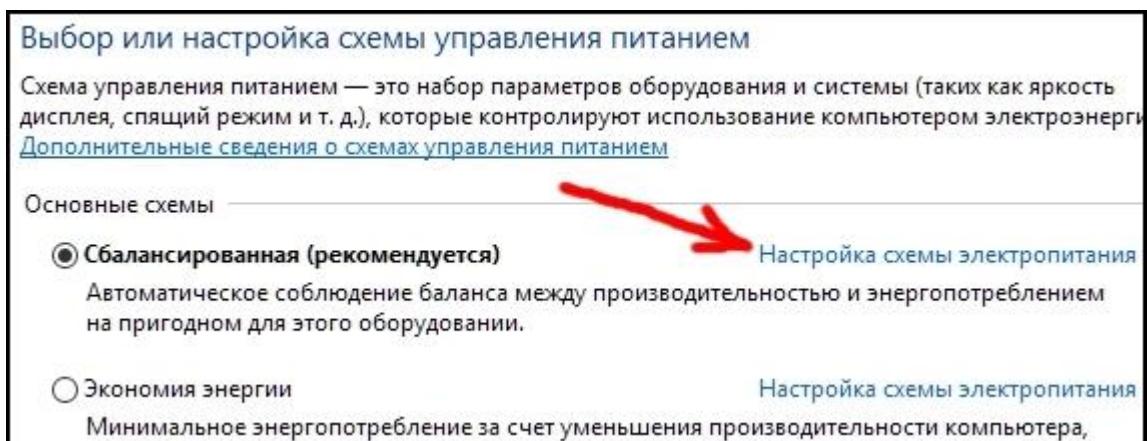 Выбор или настройка схемы управления питанием
Схема управления питанием — это набор параметров оборудования и системы (таких как яркость
дисплея, спящий режим и т. д.), которые контролируют использование компьютером электроэнерги
Дополнительные сведения о схемах управления питанием
Основные схемы
Сбалансированная (рекомендуется) Настройка схемы электропитания
Автоматическое соблюдение баланса между производительностью и энергопотреблением
на пригодном для этого оборудовании.
Экономия энергии Настройка схемы электропитания
Минимальное энергопотребление за счет уменьшения производительности компьютера,